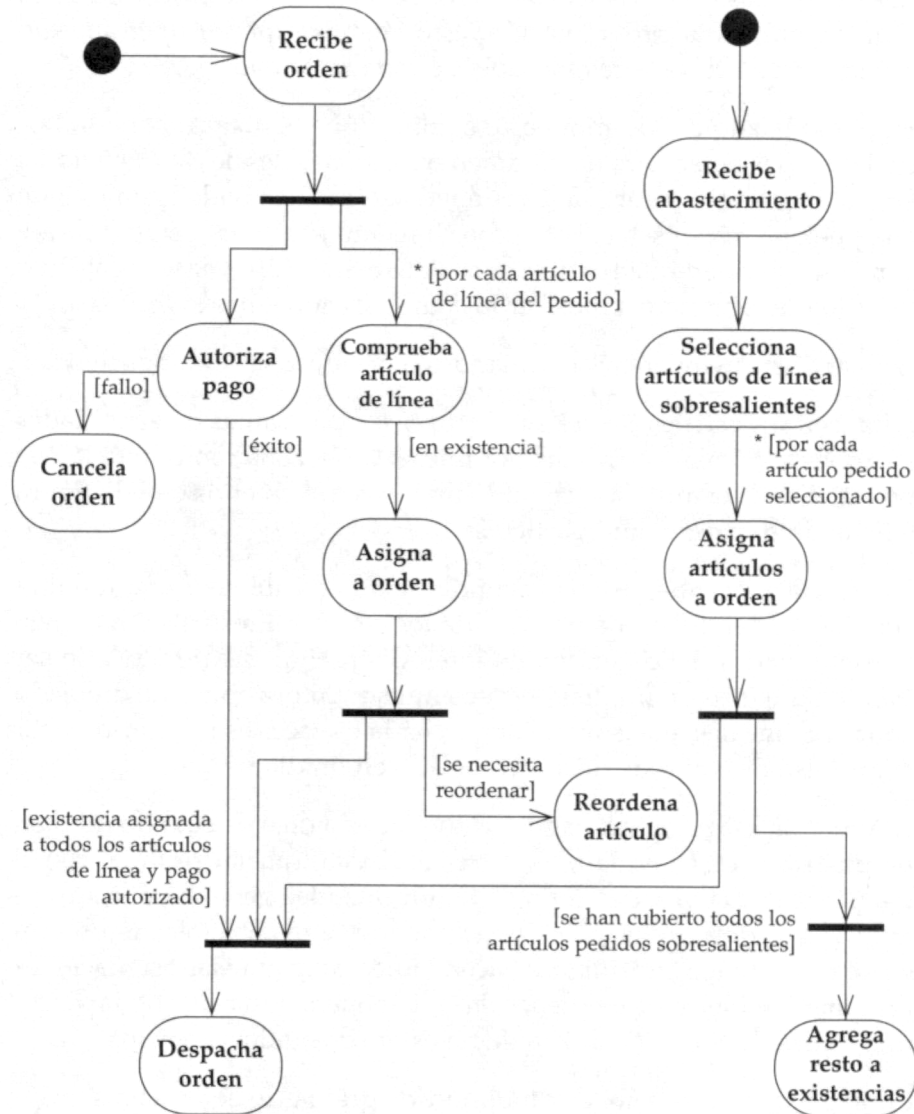 Recibe
orden
Recibe
abastecimiento
* [por cada artículo
de línea del pedido]
Autoriza
pago
Comprueba
artículo
de línea
Selecciona
artículos de línea
sobresalientes
[fallo]
[éxito]
[en existencia]
* [por cada
artículo pedido
seleccionado]
Cancela
orden
Asigna
a orden
Asigna
artículos
a orden
[se necesita
reordenar]
Reordena
artículo
[existencia asignada
a todos los artículos
de línea y pago
autorizado]
[se han cubierto todos los
artículos pedidos sobresalientes]
Despacha
orden
Agrega
resto a
existencias